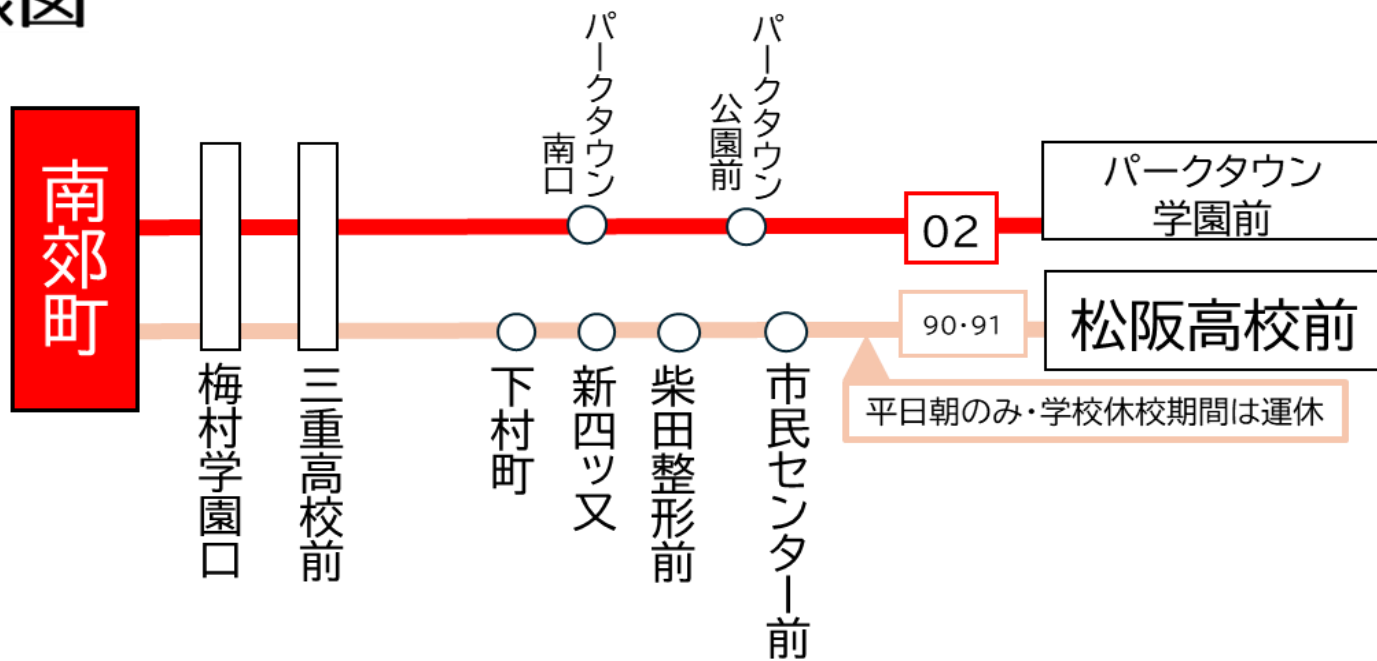 線図
南郊町
梅村学園口
三重高校前
パークタウン
南口
パークタウン
公園前
02
パークタウン
学園前
下村町
新四ッ又
柴田整形前
市民センター前
90・91
松阪高校前
平日朝のみ・学校休校期間は運休